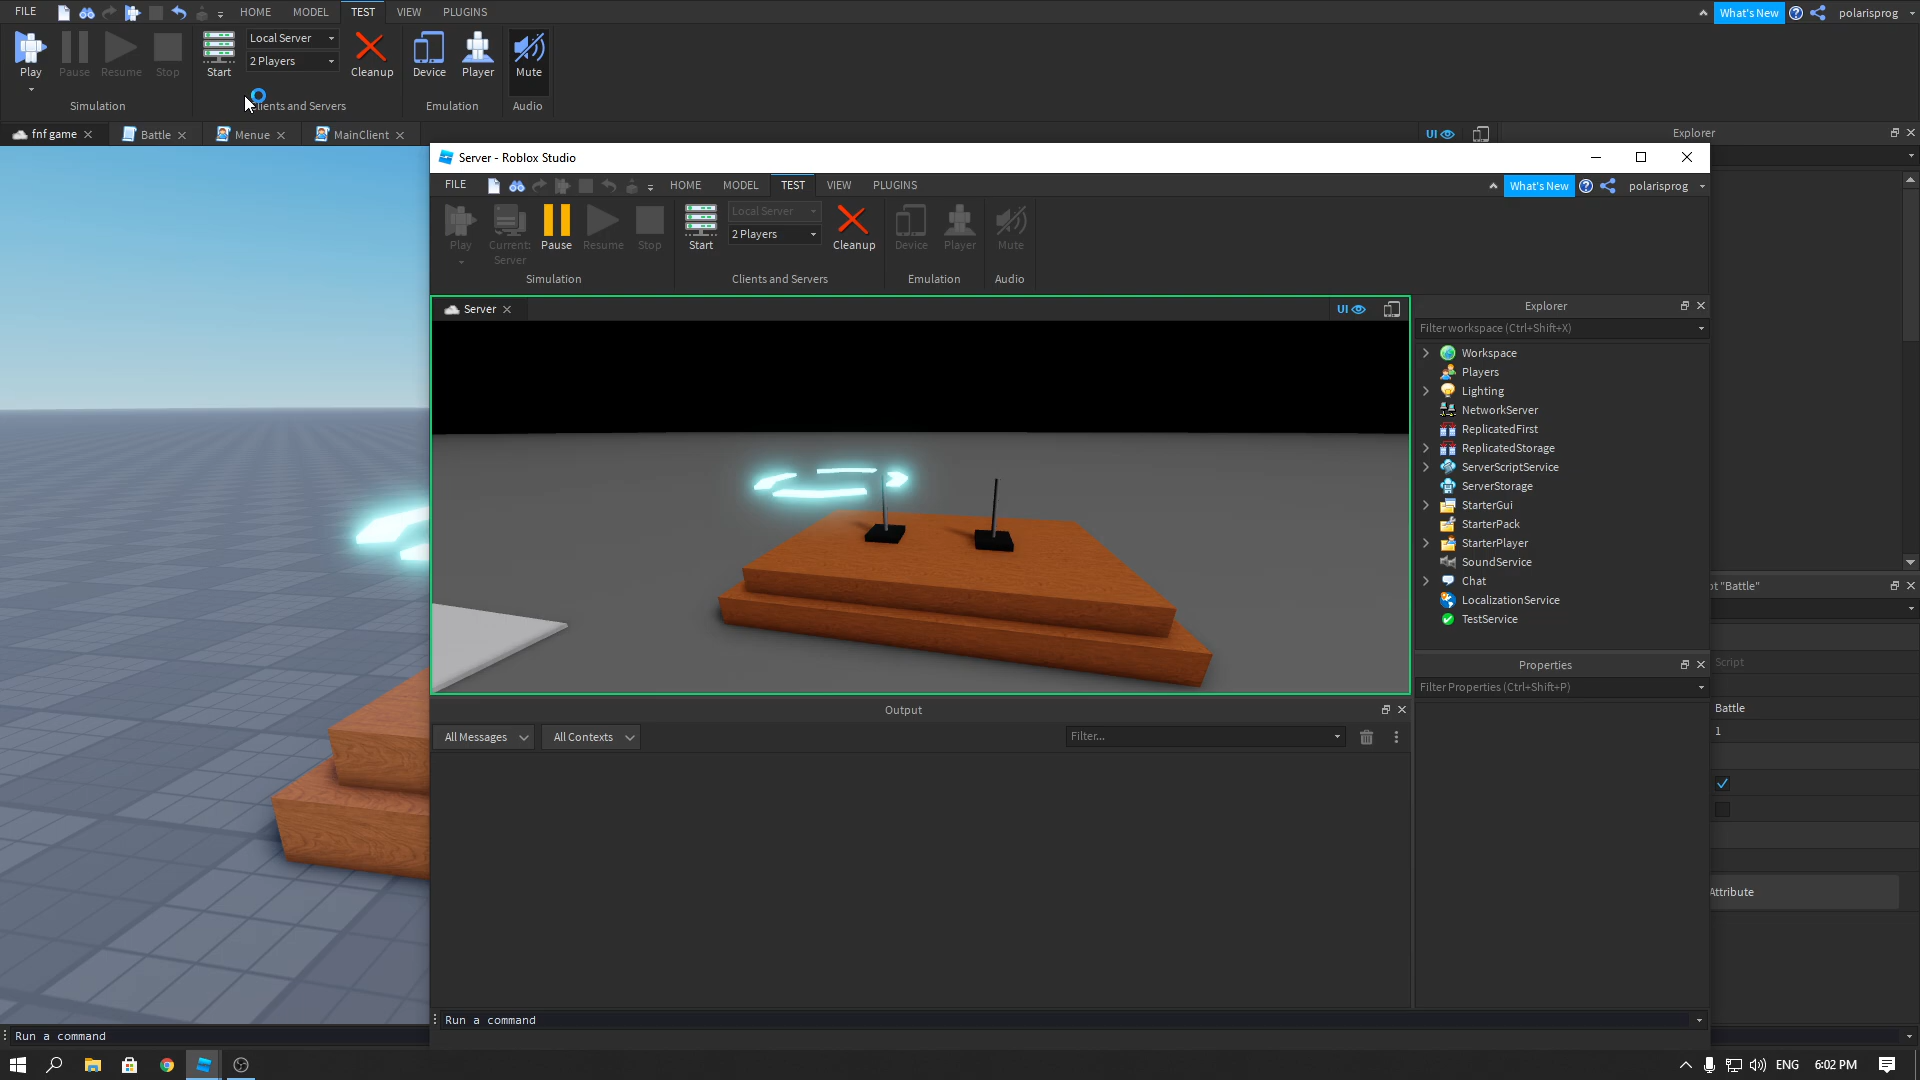 FILE HOME MODEL TEST VIEW PLUGINS What's New polarisprog
Play Pause Resume Stop Start Local Server 2 Players Cleanup Device Player Mute
Simulation Clients and Servers Emulation Audio
fnf game Battle Menue MainClient UI Explorer
Server - Roblox Studio
FILE HOME MODEL TEST VIEW PLUGINS What's New polarisprog
Play Current: Server Pause Resume Stop Start Local Server 2 Players Cleanup Device Player Mute
Simulation Clients and Servers Emulation Audio
Server UI Explorer
Filter workspace (Ctrl+Shift+X)
Workspace
Players
Lighting
NetworkServer
ReplicatedFirst
ReplicatedStorage
ServerScriptService
ServerStorage
StarterGui
StarterPack
StarterPlayer
SoundService
Chat
LocalizationService
TestService
Properties
Filter Properties (Ctrl+Shift+P)
Output
All Messages All Contexts Filter...
Run a command
pt "Battle"
Script
Battle
1
Attribute
Run a command
ENG 6:02 PM